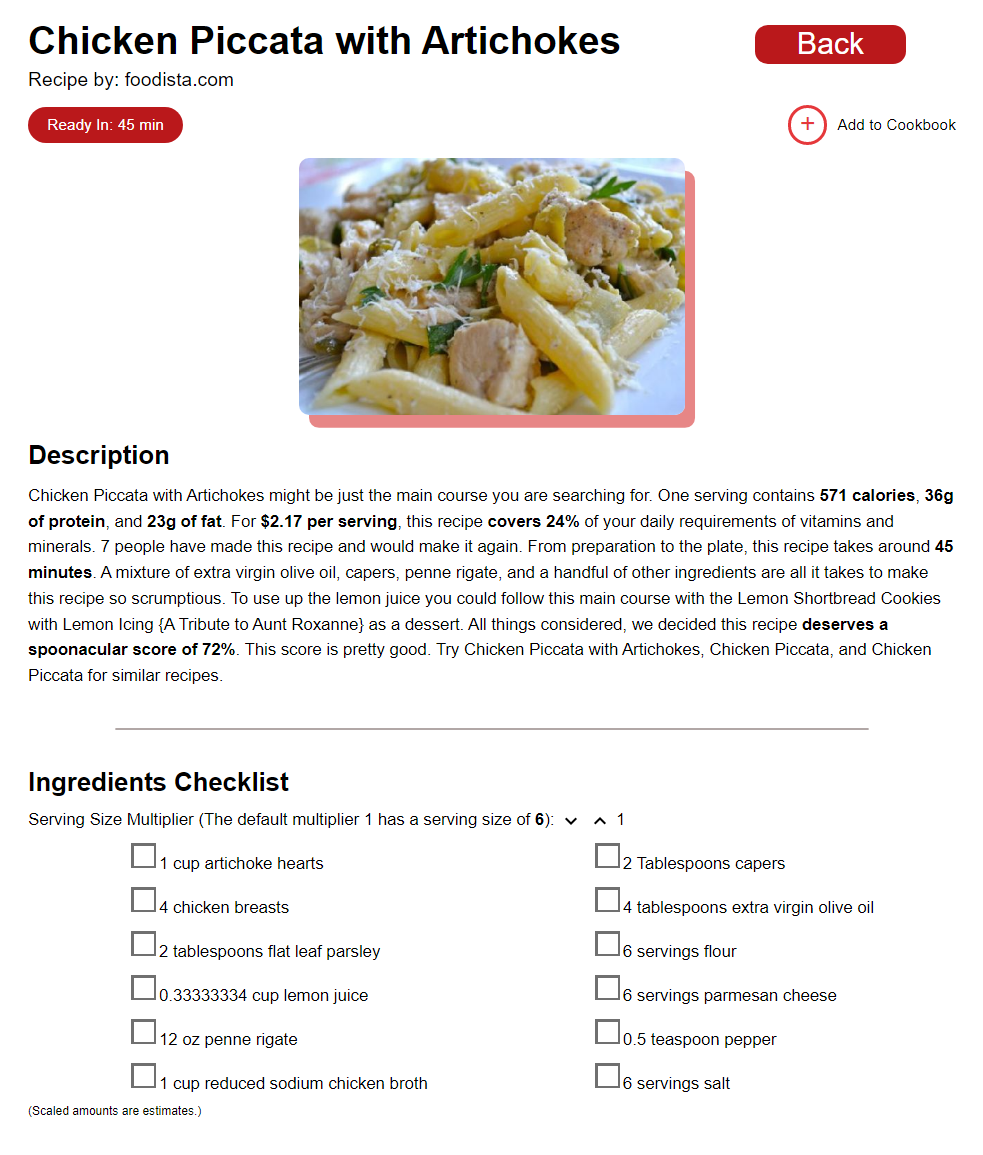 Chicken Piccata with Artichokes
Back
Recipe by: foodista.com
Ready In: 45 min
+ Add to Cookbook
Description
Chicken Piccata with Artichokes might be just the main course you are searching for. One serving contains 571 calories, 36g
of protein, and 23g of fat. For $2.17 per serving, this recipe covers 24% of your daily requirements of vitamins and
minerals. 7 people have made this recipe and would make it again. From preparation to the plate, this recipe takes around 45
minutes. A mixture of extra virgin olive oil, capers, penne rigate, and a handful of other ingredients are all it takes to make
this recipe so scrumptious. To use up the lemon juice you could follow this main course with the Lemon Shortbread Cookies
with Lemon Icing {A Tribute to Aunt Roxanne} as a dessert. All things considered, we decided this recipe deserves a
spoonacular score of 72%. This score is pretty good. Try Chicken Piccata with Artichokes, Chicken Piccata, and Chicken
Piccata for similar recipes.
Ingredients Checklist
Serving Size Multiplier (The default multiplier 1 has a serving size of 6): 1
1 cup artichoke hearts
2 Tablespoons capers
4 chicken breasts
4 tablespoons extra virgin olive oil
2 tablespoons flat leaf parsley
6 servings flour
0.33333334 cup lemon juice
6 servings parmesan cheese
12 oz penne rigate
0.5 teaspoon pepper
1 cup reduced sodium chicken broth
6 servings salt
(Scaled amounts are estimates.)